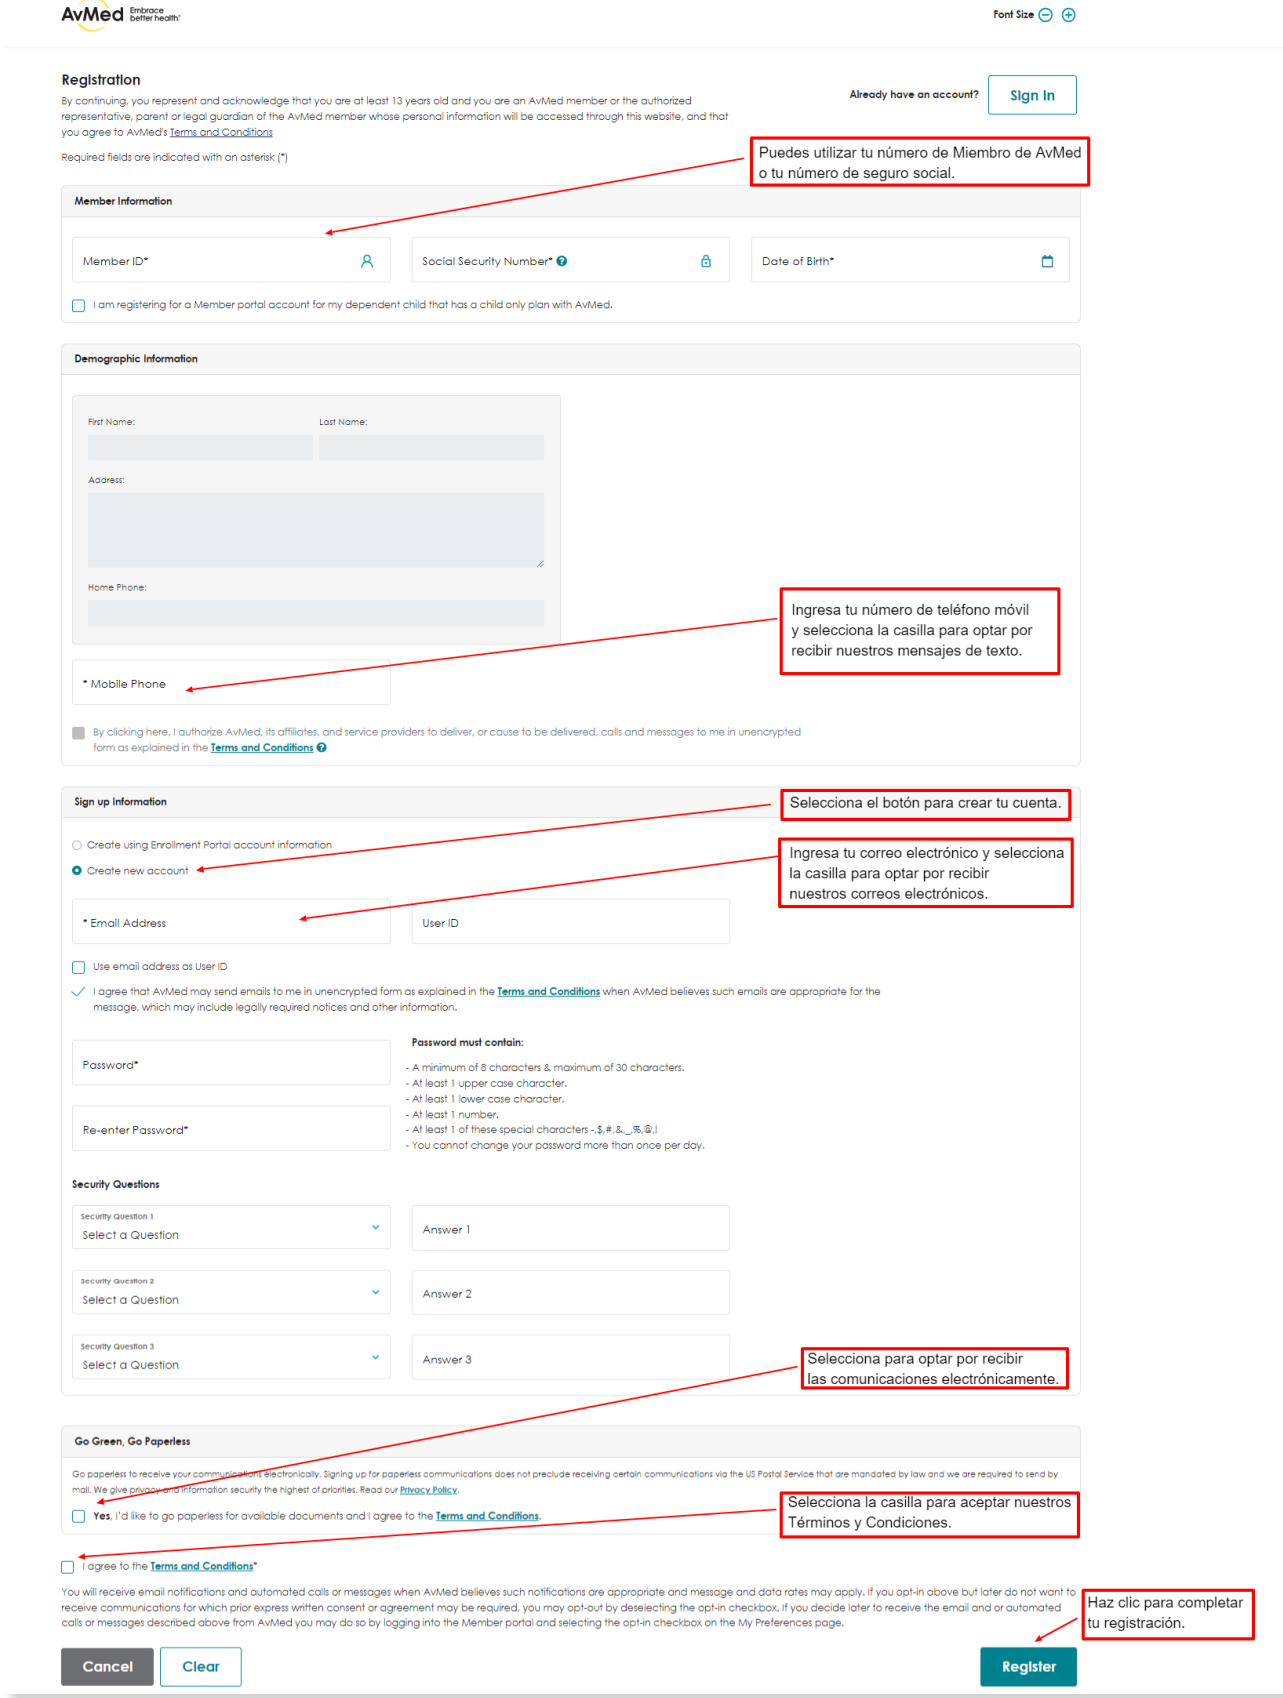 AvMed Embrace better health.
Font Size
Registration
By continuing, you represent and acknowledge that you are at least 13 years old and you are an AvMed member or the authorized
representative, parent or legal guardian of the AvMed member whose personal information will be accessed through this website, and that
you agree to AvMed's Terms and Conditions
Already have an account?
Sign In
Required fields are indicated with an asterisk (*)
Puedes utilizar tu número de Miembro de AvMed
o tu número de seguro social.
Member Information
Member ID*
Social Security Number*
Date of Birth*
I am registering for a Member portal account for my dependent child that has a child only plan with AvMed.
Demographic Information
First Name:
Last Name:
Address:
Home Phone:
Ingresa tu número de teléfono móvil
y selecciona la casilla para optar por
recibir nuestros mensajes de texto.
* Mobile Phone
By clicking here, I authorize AvMed, its affiliates, and service providers to deliver, or cause to be delivered, calls and messages to me in unencrypted
form as explained in the Terms and Conditions
Sign up Information
Selecciona el botón para crear tu cuenta.
Create using Enrollment Portal account information
Create new account
Ingresa tu correo electrónico y selecciona
la casilla para optar por recibir
nuestros correos electrónicos.
* Email Address
User ID
Use email address as User ID
I agree that AvMed may send emails to me in unencrypted form as explained in the Terms and Conditions when AvMed believes such emails are appropriate for the
message, which may include legally required notices and other information.
Password*
Re-enter Password*
Password must contain:
- A minimum of 8 characters & maximum of 30 characters.
- At least 1 upper case character.
- At least 1 lower case character.
- At least 1 number.
- At least 1 of these special characters -,$,#,&,_,%,@,!
- You cannot change your password more than once per day.
Security Questions
Security Question 1
Select a Question
Answer 1
Security Question 2
Select a Question
Answer 2
Security Question 3
Select a Question
Answer 3
Selecciona para optar por recibir
las comunicaciones electrónicamente.
Go Green, Go Paperless
Go paperless to receive your communications electronically. Signing up for paperless communications does not preclude receiving certain communications via the US Postal Service that are mandated by law and we are required to send by
mail. We give privacy and information security the highest of priorities. Read our Privacy Policy.
Yes, I'd like to go paperless for available documents and I agree to the Terms and Conditions.
Selecciona la casilla para aceptar nuestros
Términos y Condiciones.
I agree to the Terms and Conditions*
You will receive email notifications and automated calls or messages when AvMed believes such notifications are appropriate and message and data rates may apply. If you opt-in above but later do not want to
receive communications for which prior express written consent or agreement may be required, you may opt-out by deselecting the opt-in checkbox. If you decide later to receive the email and or automated
calls or messages described above from AvMed you may do so by logging into the Member portal and selecting the opt-in checkbox on the My Preferences page.
Haz clic para completar
tu registración.
Cancel
Clear
Register